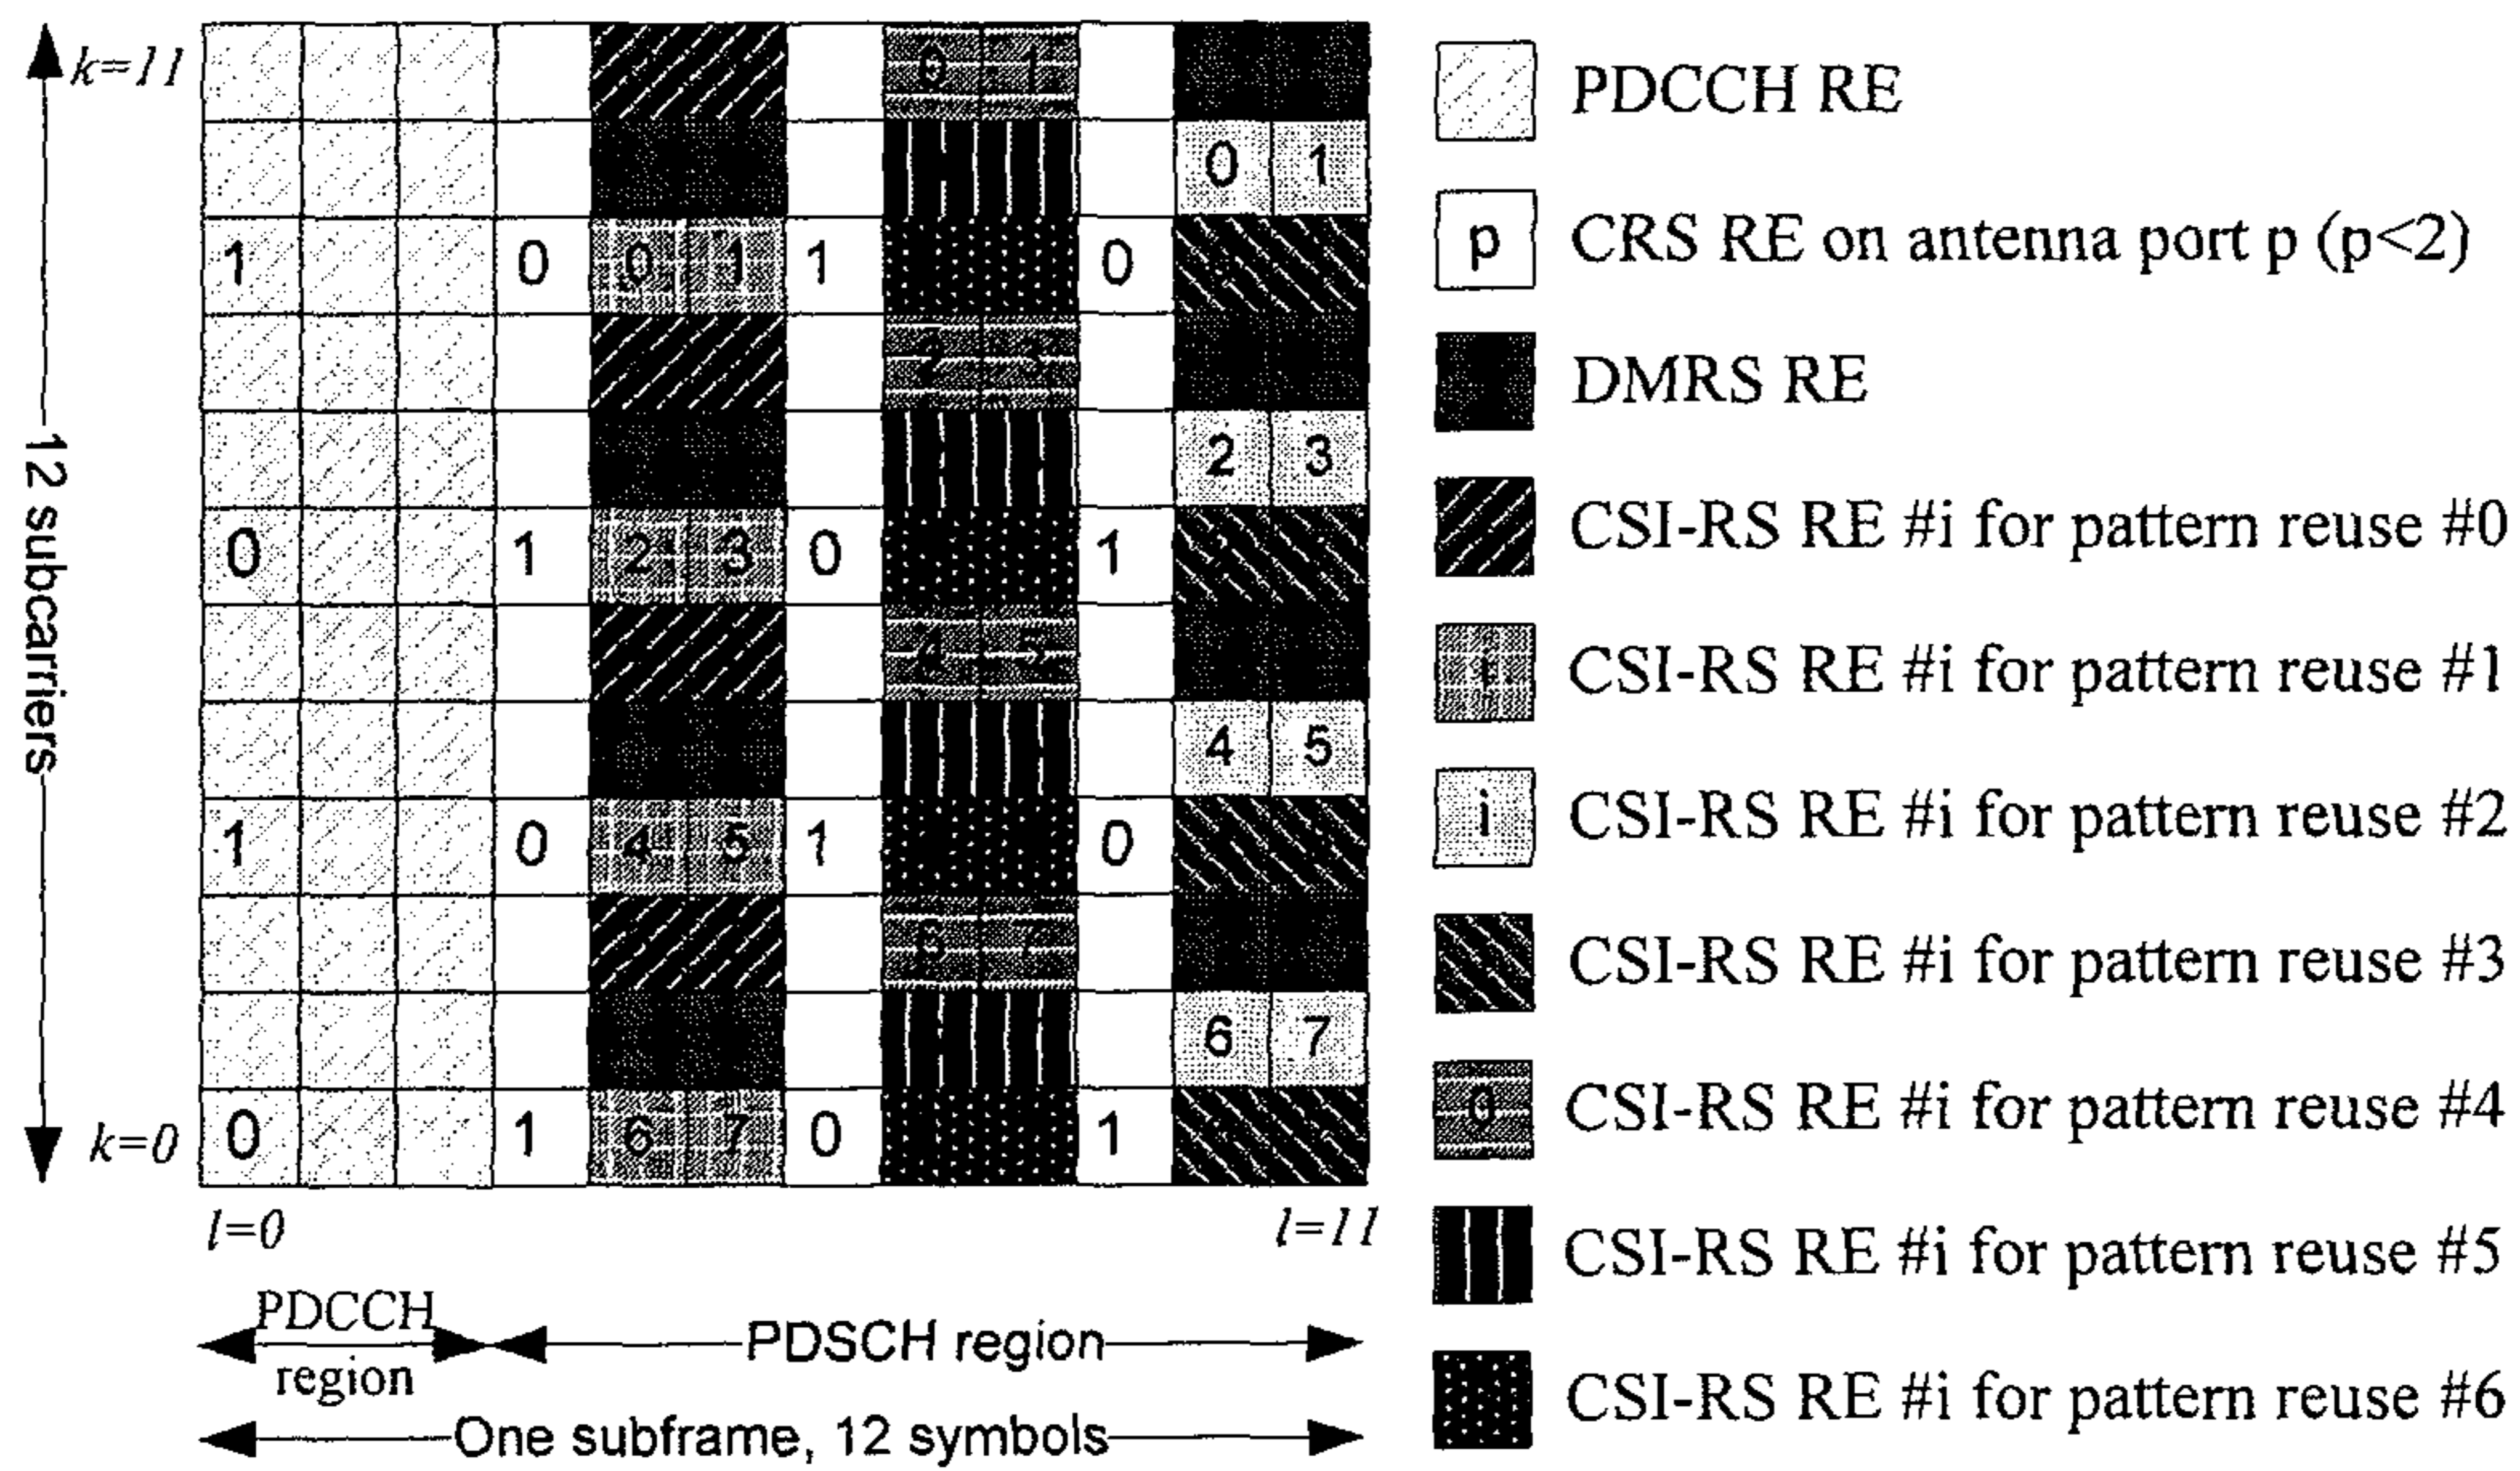 k=11
0 1
0 1
1 0 0 1 1 0
2 3
2 3
0 1 2 3 0 1
4 5
4 5
1 0 4 5 1 0
6 7
6 7
k=0 0 1 6 7 0 1
12 subcarriers
l=0 l=11
PDCCH
region
PDSCH region
One subframe, 12 symbols
PDCCH RE
p CRS RE on antenna port p (p<2)
DMRS RE
CSI-RS RE #i for pattern reuse #0
i CSI-RS RE #i for pattern reuse #1
i CSI-RS RE #i for pattern reuse #2
CSI-RS RE #i for pattern reuse #3
0 CSI-RS RE #i for pattern reuse #4
CSI-RS RE #i for pattern reuse #5
CSI-RS RE #i for pattern reuse #6